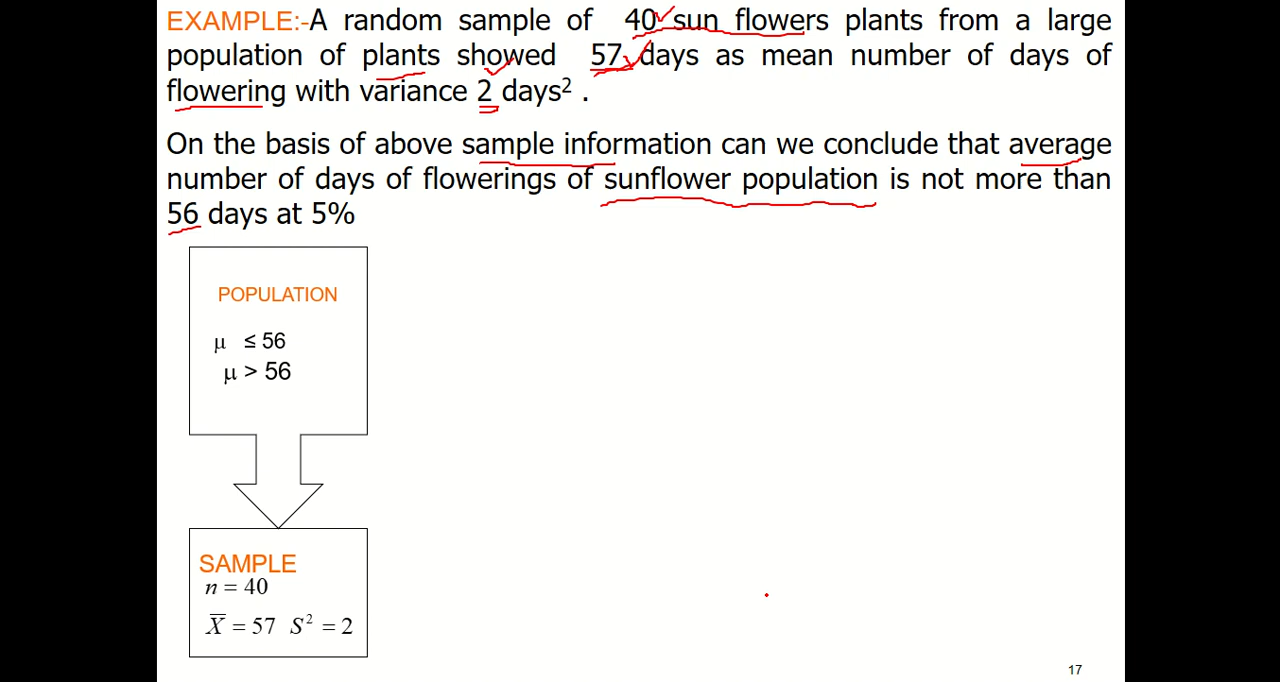 EXAMPLE:-A random sample of 40 sun flowers plants from a large
population of plants showed 57 days as mean number of days of
flowering with variance 2 days² .
On the basis of above sample information can we conclude that average
number of days of flowerings of sunflower population is not more than
56 days at 5%
POPULATION
μ ≤ 56
μ > 56
SAMPLE
n = 40
X̅ = 57 S² = 2
17